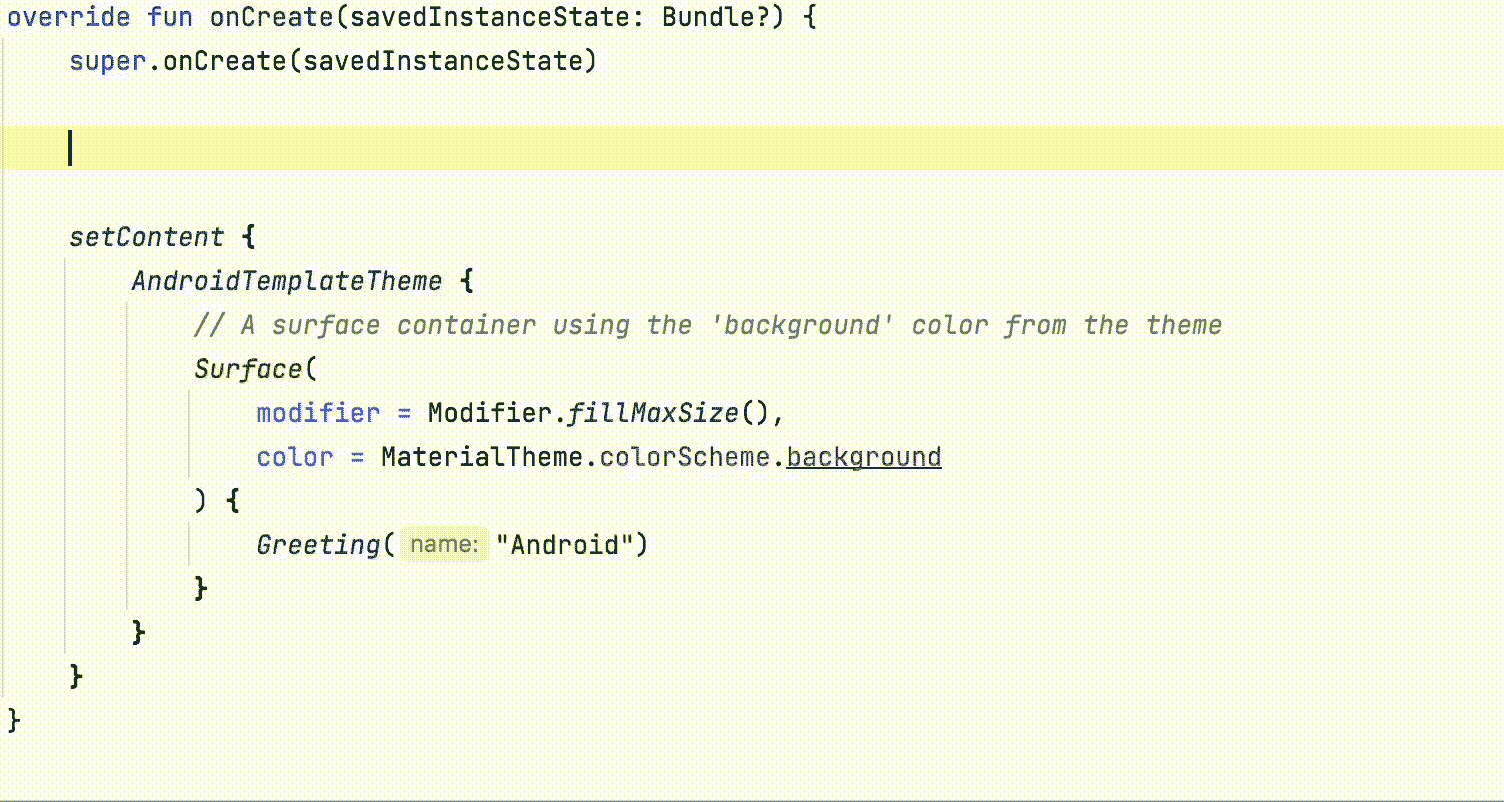 override fun onCreate(savedInstanceState: Bundle?) {
    super.onCreate(savedInstanceState)
    setContent {
        AndroidTemplateTheme {
            // A surface container using the 'background' color from the theme
            Surface(
                modifier = Modifier.fillMaxSize(),
                color = MaterialTheme.colorScheme.background
            ) {
                Greeting( name: "Android")
            }
        }
    }
}